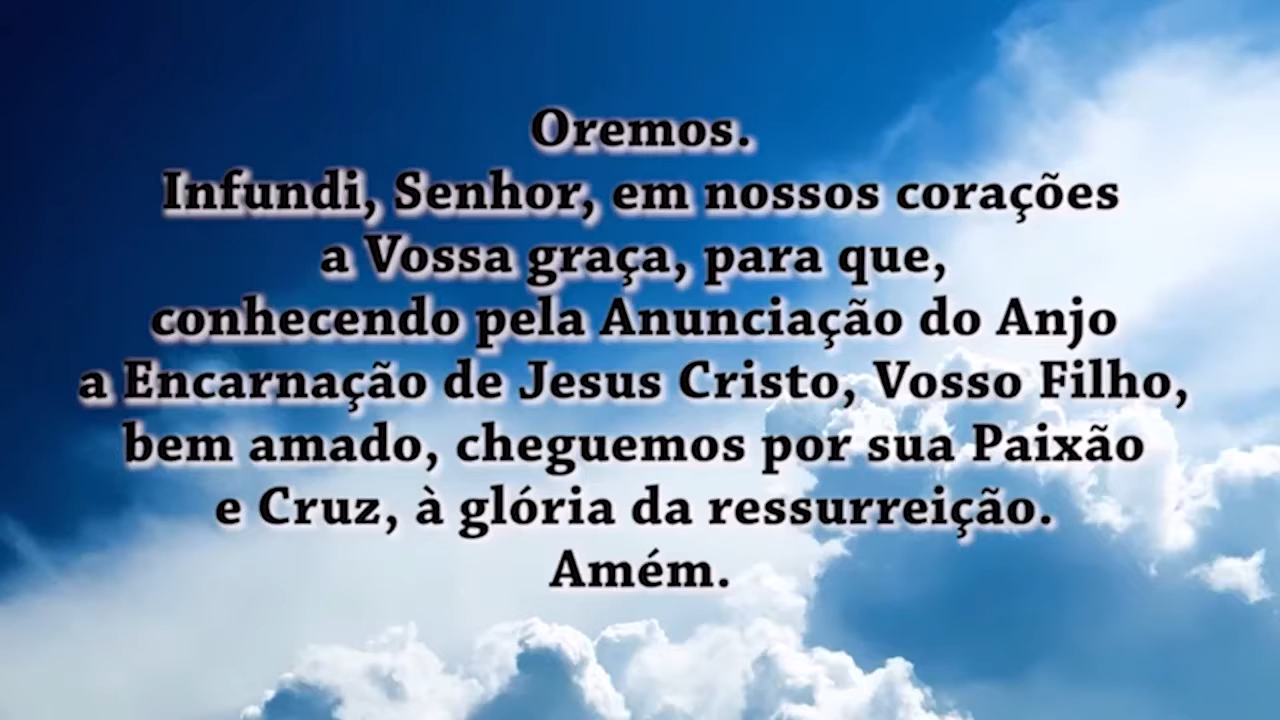 Oremos.
Infundi, Senhor, em nossos corações
a Vossa graça, para que,
conhecendo pela Anunciação do Anjo
a Encarnação de Jesus Cristo, Vosso Filho,
bem amado, cheguemos por sua Paixão
e Cruz, à glória da ressurreição.
Amém.